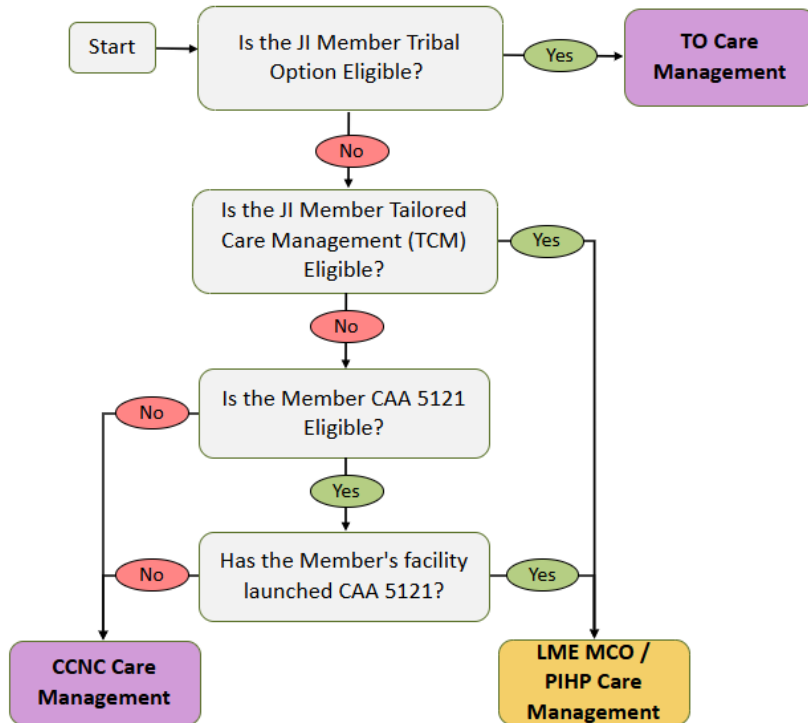 Start
Is the JI Member Tribal
Option Eligible?
Yes
TO Care
Management
No
Is the JI Member Tailored
Care Management (TCM)
Eligible?
Yes
No
Is the Member CAA 5121
Eligible?
No
Yes
Has the Member's facility
launched CAA 5121?
No
Yes
CCNC Care
Management
LME MCO /
PIHP Care
Management